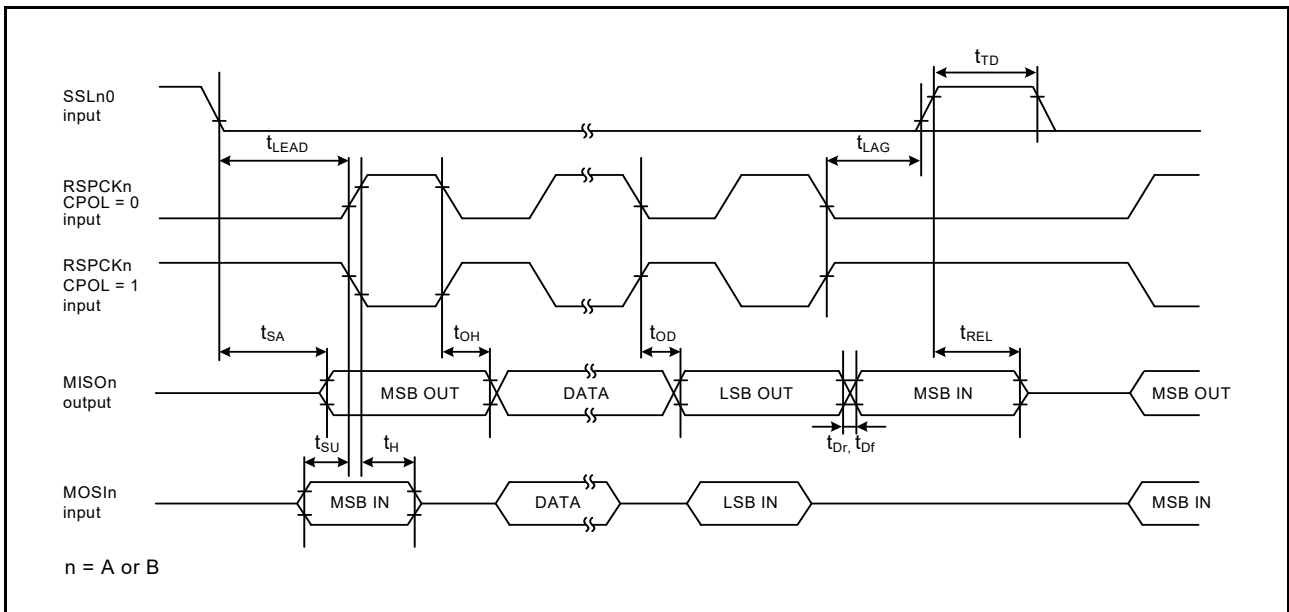 tTD
SSLn0
input
tLEAD
tLAG
RSPCKn
CPOL = 0
input
RSPCKn
CPOL = 1
input
tSA
tOH
tOD
tREL
MISOn
output
MSB OUT
DATA
LSB OUT
MSB IN
MSB OUT
tSU
tH
tDr, tDf
MOSIn
input
MSB IN
DATA
LSB IN
MSB IN
n = A or B